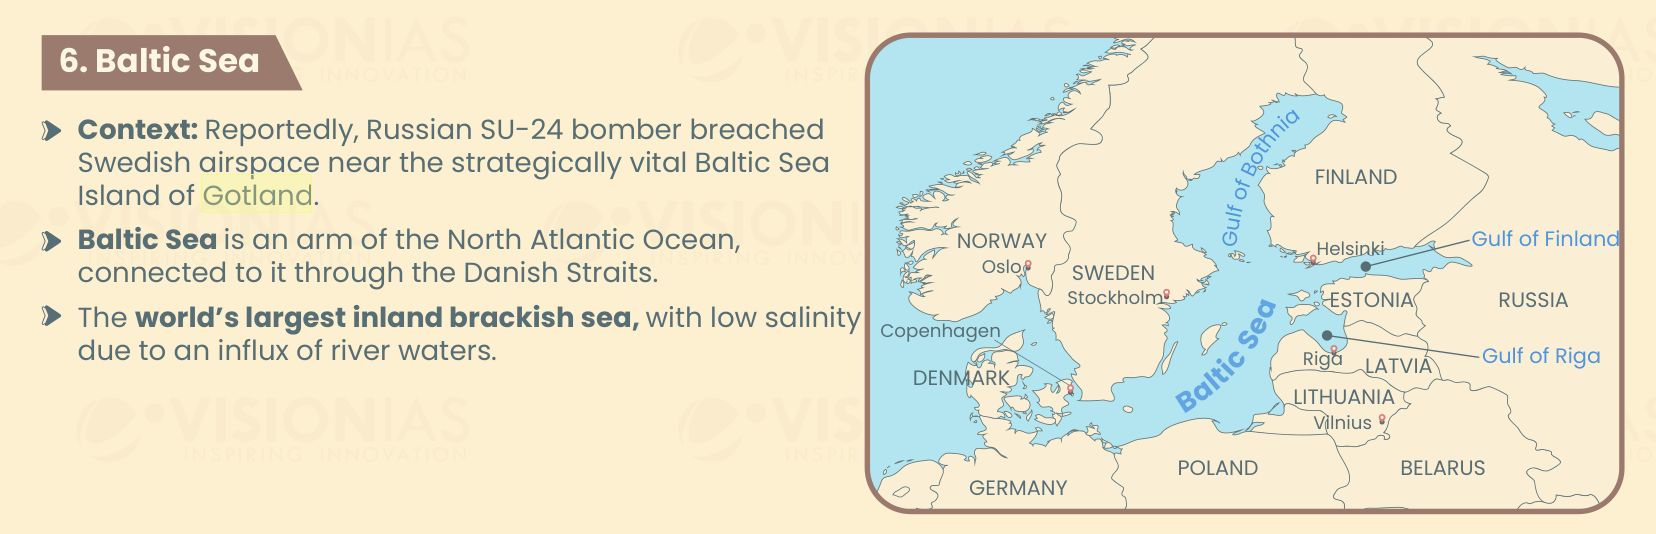 6. Baltic Sea
Context: Reportedly, Russian SU-24 bomber breached
Swedish airspace near the strategically vital Baltic Sea
Island of Gotland.
Baltic Sea is an arm of the North Atlantic Ocean,
connected to it through the Danish Straits.
The world's largest inland brackish sea, with low salinity
due to an influx of river waters.
Gulf of Bothnia
FINLAND
NORWAY
Oslo
SWEDEN
Stockholm
Helsinki
Gulf of Finland
ESTONIA
RUSSIA
Copenhagen
Baltic Sea
Riga
LATVIA
Gulf of Riga
DENMARK
LITHUANIA
Vilnius
POLAND
BELARUS
GERMANY
VISIONIAS
INSPIRING INNOVATION